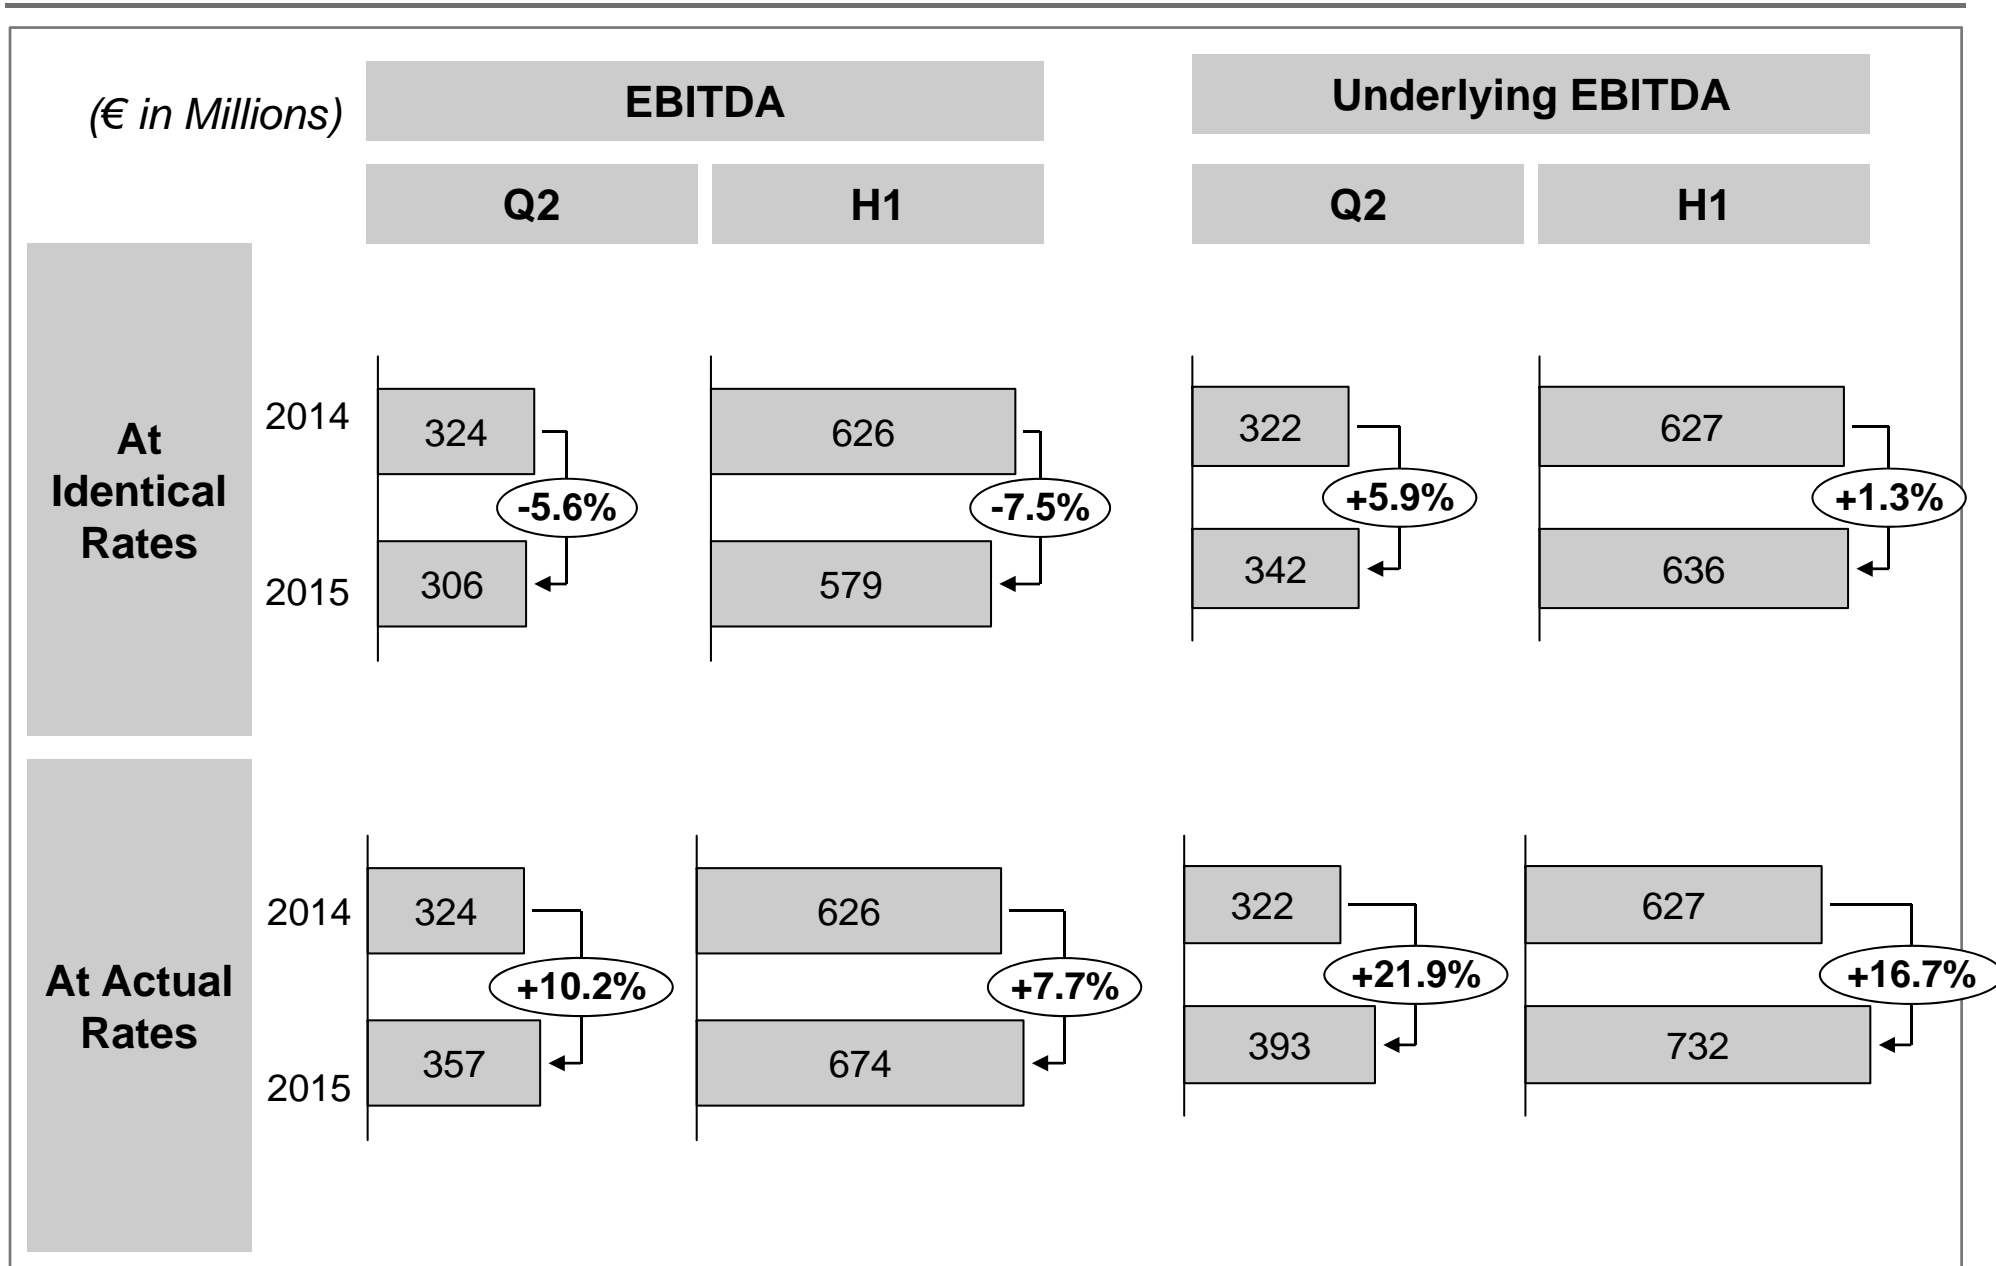 (€ in Millions)
EBITDA
Underlying EBITDA
Q2
H1
Q2
H1
At
Identical
Rates
2014
324
626
322
627
-5.6%
-7.5%
+5.9%
+1.3%
2015
306
579
342
636
At Actual
Rates
2014
324
626
322
627
+10.2%
+7.7%
+21.9%
+16.7%
2015
357
674
393
732